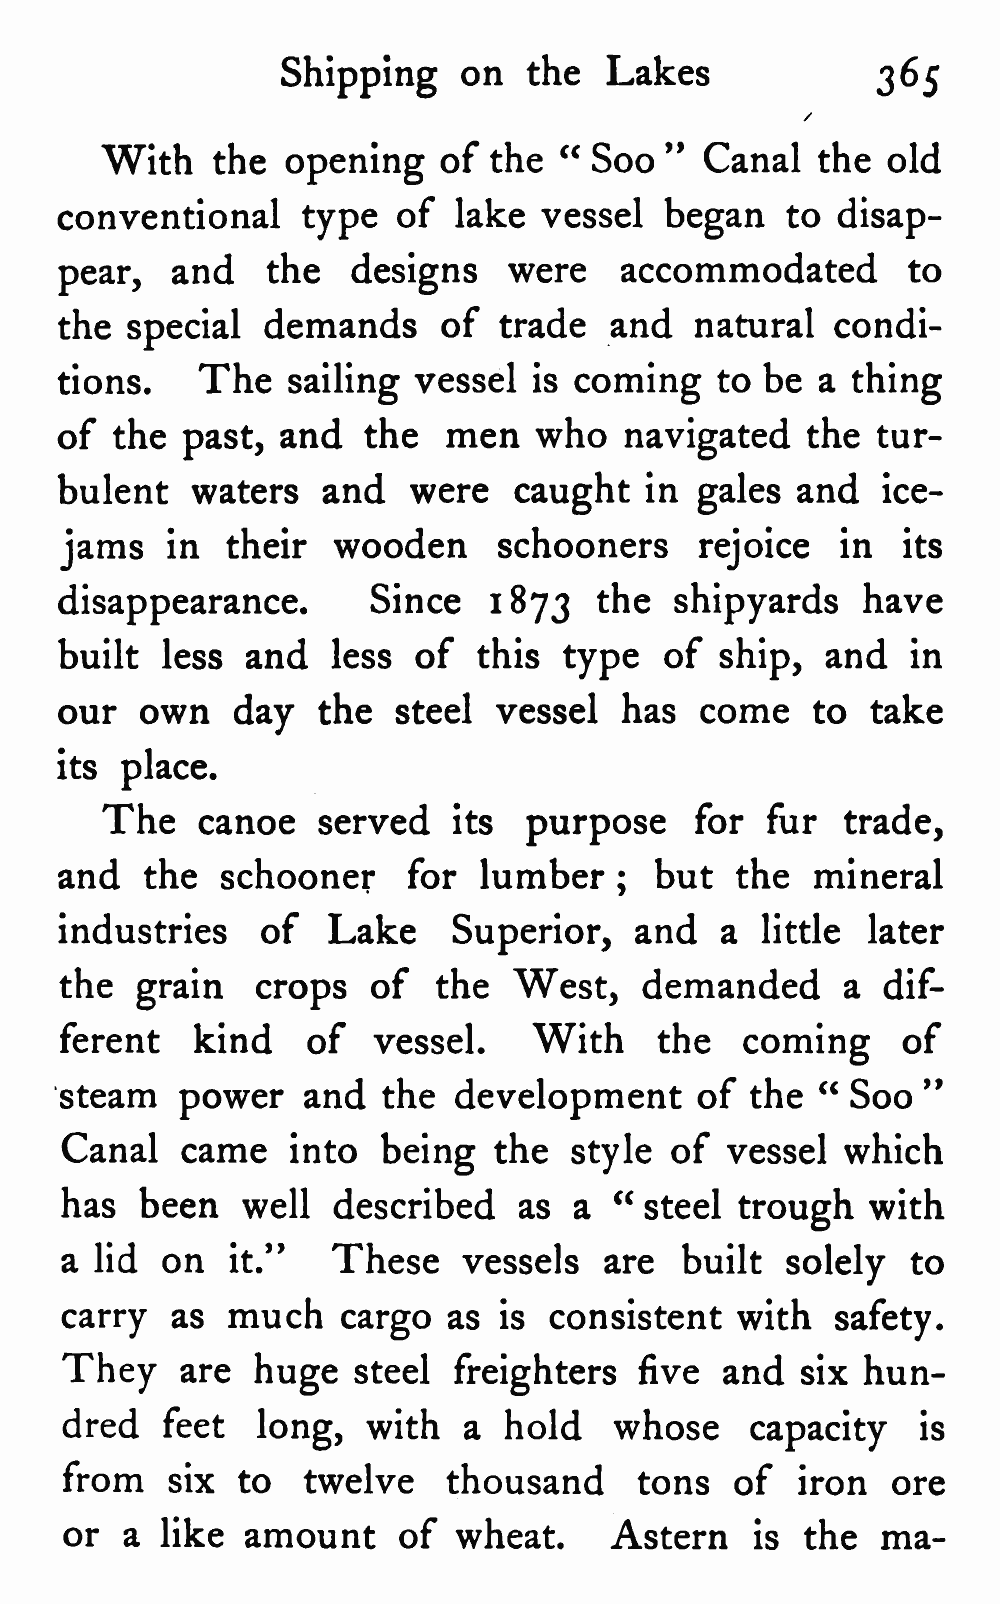 Shipping on the Lakes 365
With the opening of the “ Soo ” Canal the old
conventional type of lake vessel began to disap-
pear, and the designs were accommodated to
the special demands of trade and natural condi-
tions. The sailing vessel is coming to be a thing
of the past, and the men who navigated the tur-
bulent waters and were caught in gales and ice-
jams in their wooden schooners rejoice in its
disappearance. Since 1873 the shipyards have
built less and less of this type of ship, and in
our own day the steel vessel has come to take
its place.
The canoe served its purpose for fur trade,
and the schooner for lumber ; but the mineral
industries of Lake Superior, and a little later
the grain crops of the West, demanded a dif-
ferent kind of vessel. With the coming of
steam power and the development of the “ Soo ”
Canal came into being the style of vessel which
has been well described as a “ steel trough with
a lid on it.” These vessels are built solely to
carry as much cargo as is consistent with safety.
They are huge steel freighters five and six hun-
dred feet long, with a hold whose capacity is
from six to twelve thousand tons of iron ore
or a like amount of wheat. Astern is the ma-